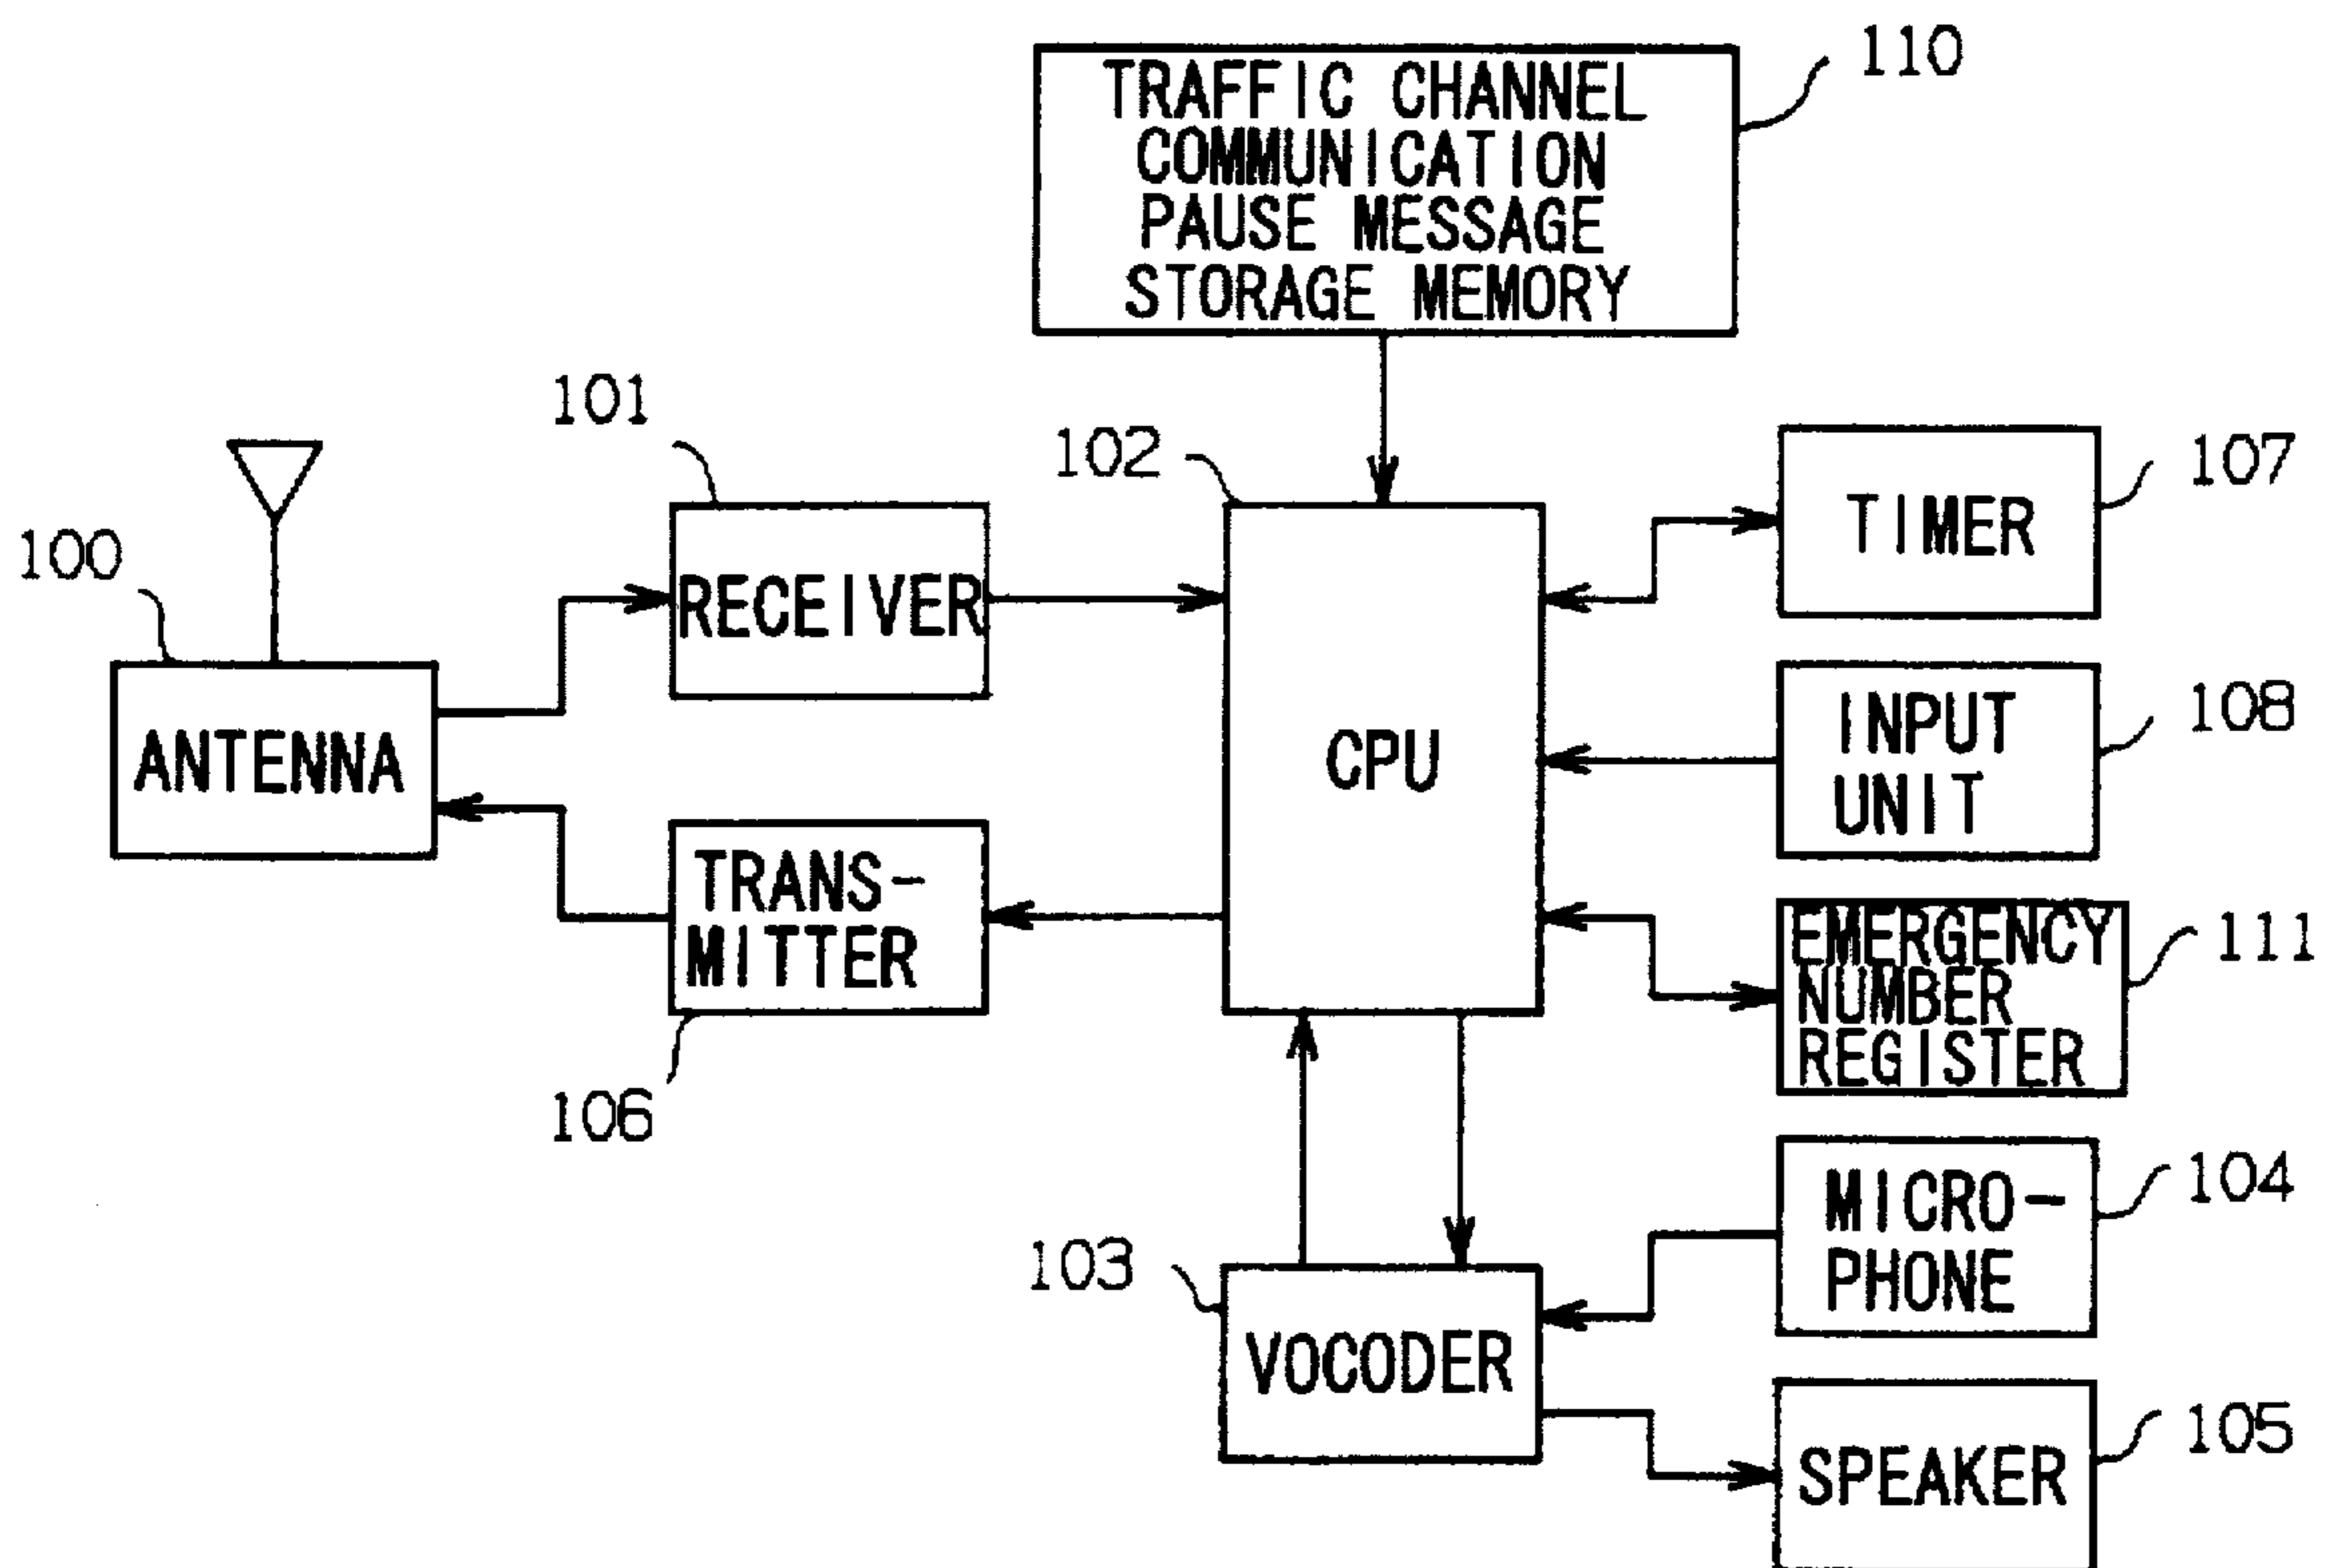 TRAFFIC CHANNEL
COMMUNICATION
PAUSE MESSAGE
STORAGE MEMORY
110
101
102
107
TIMER
100
RECEIVER
108
INPUT
UNIT
ANTENNA
CPU
TRANS-
MITTER
106
111
EMERGENCY
NUMBER
REGISTER
104
MICRO-
PHONE
103
VOCODER
105
SPEAKER